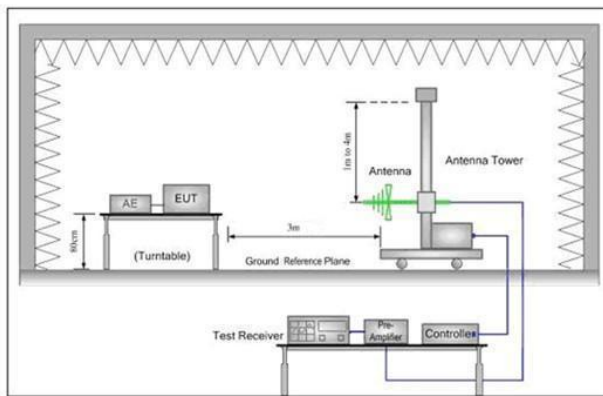 1m to 4m
Antenna
Antenna Tower
AE
EUT
80cm
(Turntable)
3m
Ground Reference Plane
Test Receiver
Pre-
Amplifier
Controller